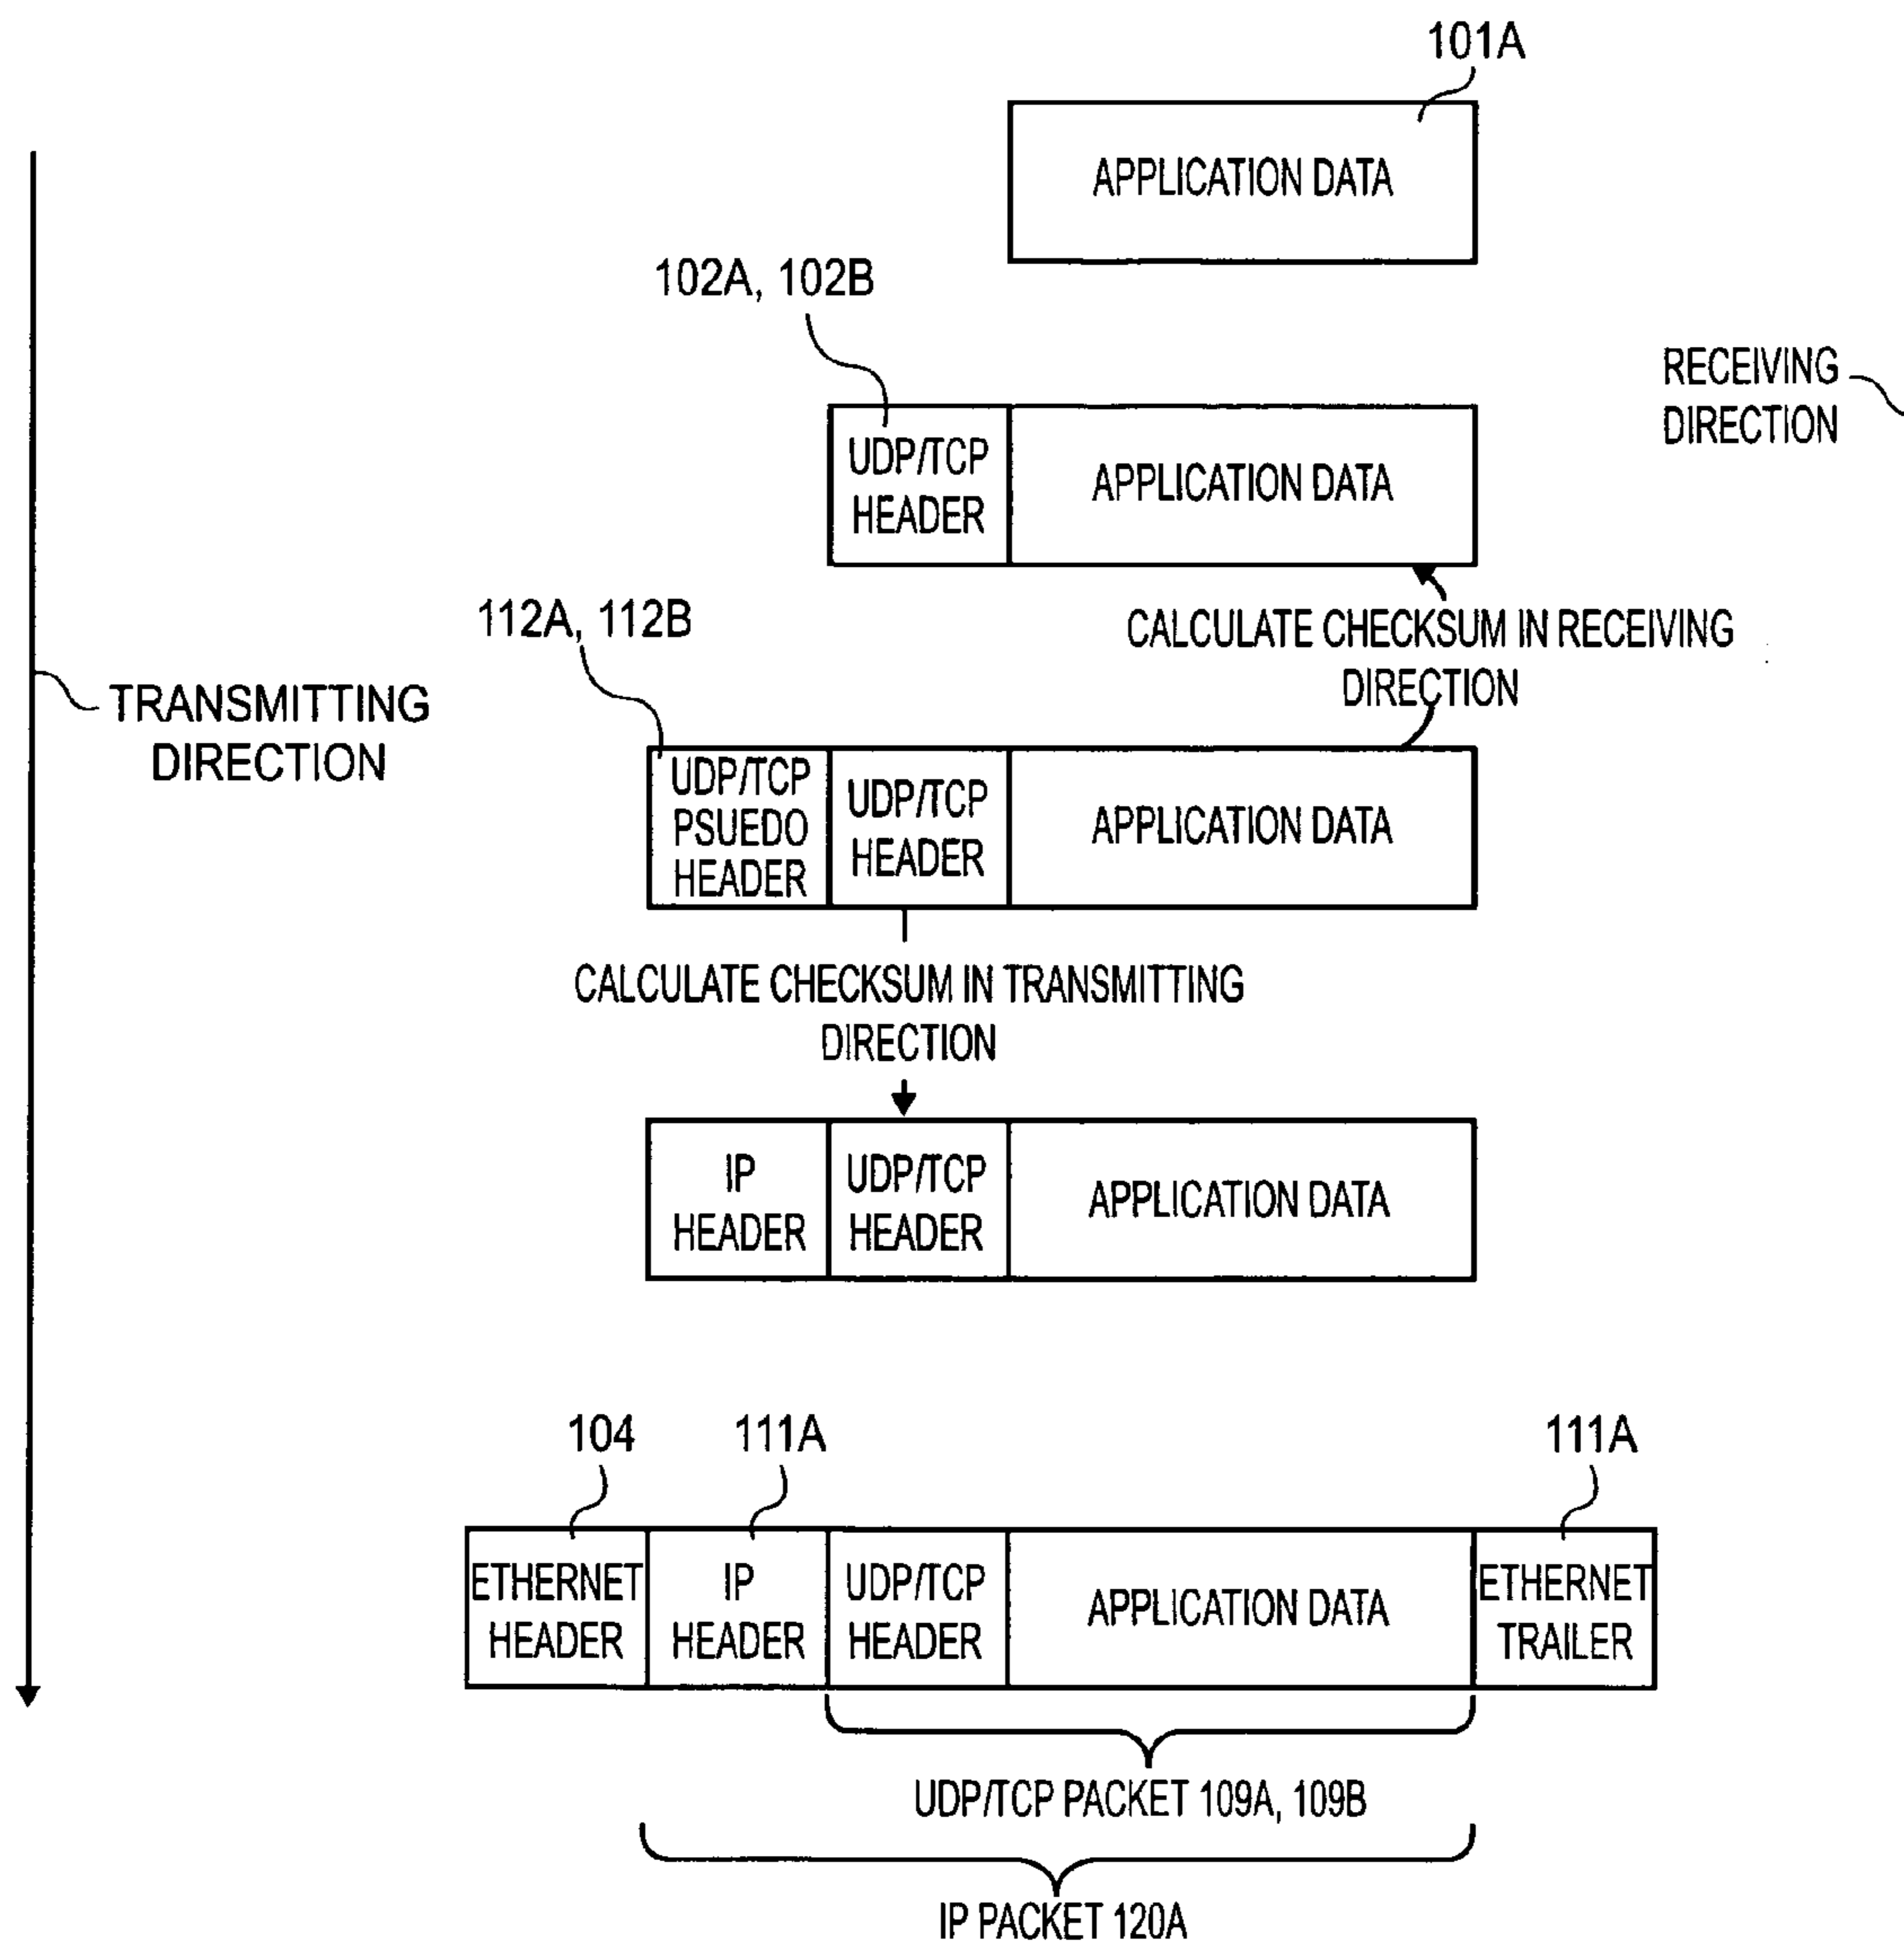 101A
APPLICATION DATA
102A, 102B
RECEIVING
DIRECTION
UDP/TCP
HEADER
APPLICATION DATA
112A, 112B
CALCULATE CHECKSUM IN RECEIVING
DIRECTION
TRANSMITTING
DIRECTION
UDP/TCP
PSUEDO
HEADER
UDP/TCP
HEADER
APPLICATION DATA
CALCULATE CHECKSUM IN TRANSMITTING
DIRECTION
IP
HEADER
UDP/TCP
HEADER
APPLICATION DATA
104
111A
111A
ETHERNET
HEADER
IP
HEADER
UDP/TCP
HEADER
APPLICATION DATA
ETHERNET
TRAILER
UDP/TCP PACKET 109A, 109B
IP PACKET 120A